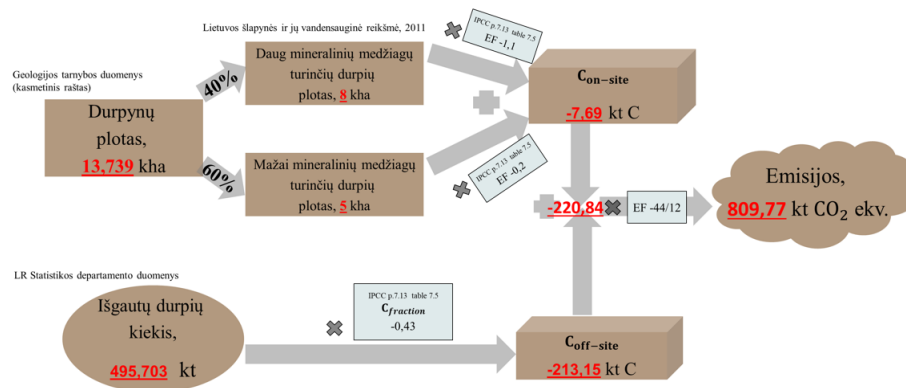 Lietuvos šlapynės ir jų vandensauginė reikšmė, 2011
IPCC p.7.13 table 7.5
EF -1,1
Geologijos tarnybos duomenys
(kasmetinis raštas)
Durpynų
plotas,
13,739 kha
40%
60%
Daug mineralinių medžiagų
turinčių durpių
plotas, 8 kha
Mažai mineralinių medžiagų
turinčių durpių
plotas, 5 kha
IPCC p.7.13 table 7.5
EF -0,2
C on−site
-7,69 kt C
-220,84
EF -44/12
Emisijos,
809,77 kt CO₂ ekv.
LR Statistikos departamento duomenys
Išgautų durpių
kiekis,
495,703 kt
IPCC p.7.13 table 7.5
C fraction
-0,43
C off−site
-213,15 kt C